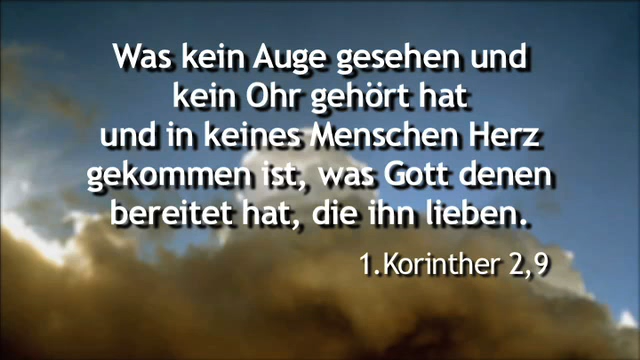 Was kein Auge gesehen und
kein Ohr gehört hat
und in keines Menschen Herz
gekommen ist, was Gott denen
bereitet hat, die ihn lieben.
1.Korinther 2,9